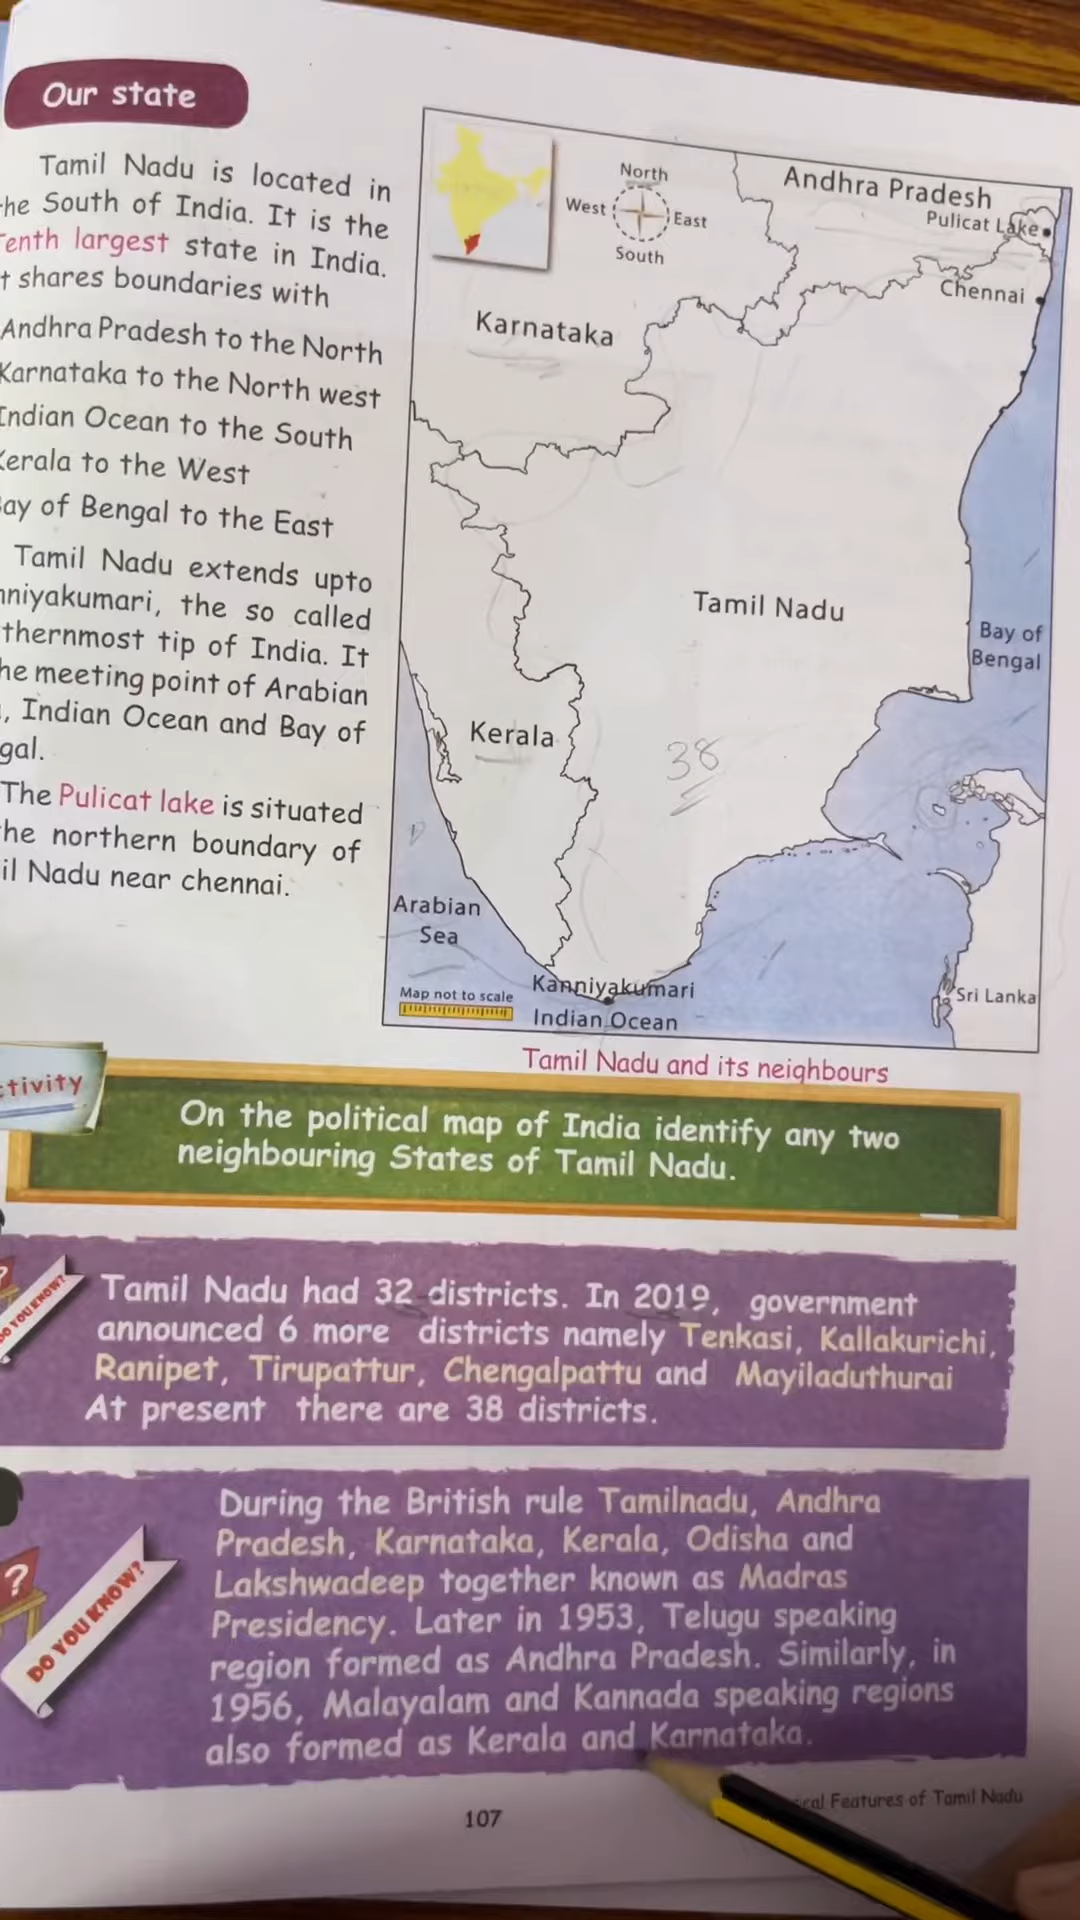 Our state
Tamil Nadu is located in
he South of India. It is the
Tenth largest state in India.
t shares boundaries with
Andhra Pradesh to the North
Karnataka to the North west
Indian Ocean to the South
Kerala to the West
ay of Bengal to the East
Tamil Nadu extends upto
nniyakumari, the so called
thernmost tip of India. It
he meeting point of Arabian
, Indian Ocean and Bay of
gal.
The Pulicat lake is situated
he northern boundary of
il Nadu near chennai.
North
West
East
South
Andhra Pradesh
Pulicat Lake
Chennai
Karnataka
Tamil Nadu
Bay of
Bengal
Kerala
38
Arabian
Sea
Kanniyakumari
Map not to scale
Indian Ocean
Sri Lanka
Tamil Nadu and its neighbours
ctivity
On the political map of India identify any two
neighbouring States of Tamil Nadu.
?
DO YOU KNOW?
Tamil Nadu had 32 districts. In 2019, government
announced 6 more districts namely Tenkasi, Kallakurichi,
Ranipet, Tirupattur, Chengalpattu and Mayiladuthurai
At present there are 38 districts.
?
DO YOU KNOW?
During the British rule Tamilnadu, Andhra
Pradesh, Karnataka, Kerala, Odisha and
Lakshwadeep together known as Madras
Presidency. Later in 1953, Telugu speaking
region formed as Andhra Pradesh. Similarly, in
1956, Malayalam and Kannada speaking regions
also formed as Kerala and Karnataka.
ical Features of Tamil Nadu
107